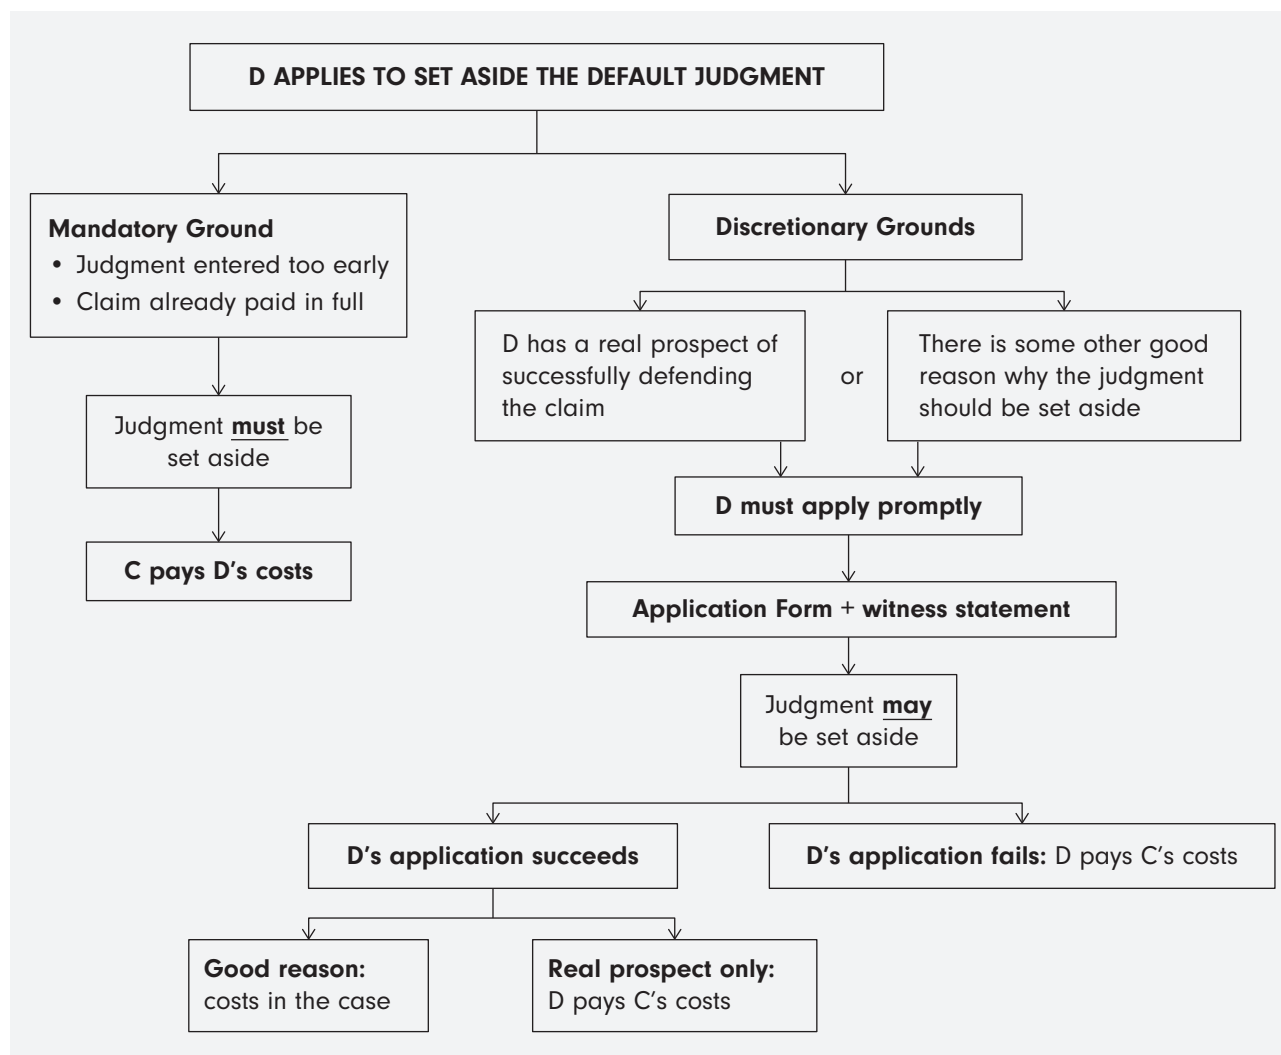 D APPLIES TO SET ASIDE THE DEFAULT JUDGMENT
Mandatory Ground
• Judgment entered too early
• Claim already paid in full
Judgment must be
set aside
C pays D's costs
Discretionary Grounds
D has a real prospect of
successfully defending
the claim
or
There is some other good
reason why the judgment
should be set aside
D must apply promptly
Application Form + witness statement
Judgment may
be set aside
D's application succeeds
D's application fails: D pays C's costs
Good reason:
costs in the case
Real prospect only:
D pays C's costs